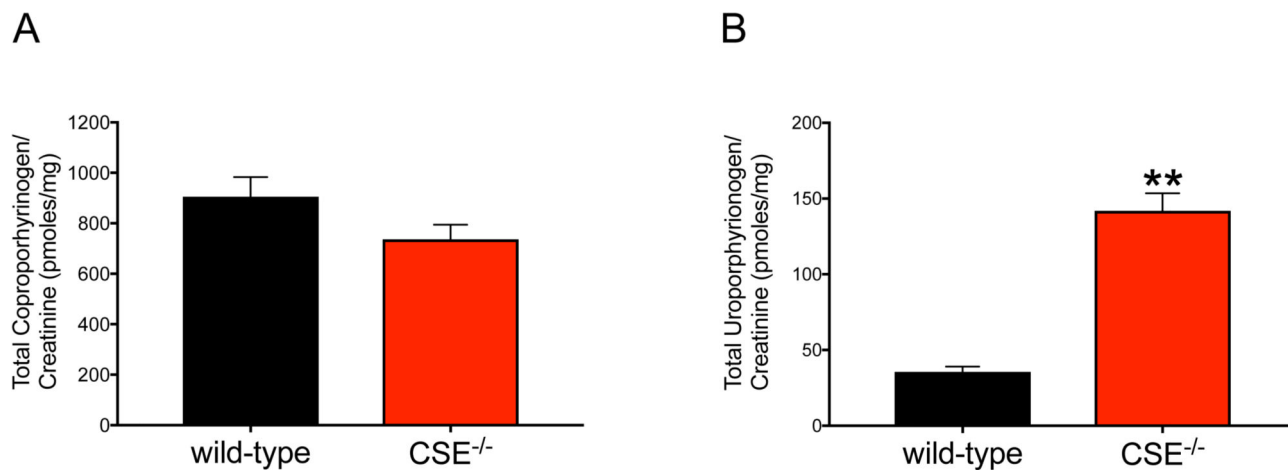 A
Total Coproporhyrinogen/
Creatinine (pmoles/mg)
1200
1000
800
600
400
200
0
wild-type
CSE-/-
B
Total Uroporphyrionogen/
Creatinine (pmoles/mg)
200
150
100
50
0
**
wild-type
CSE-/-